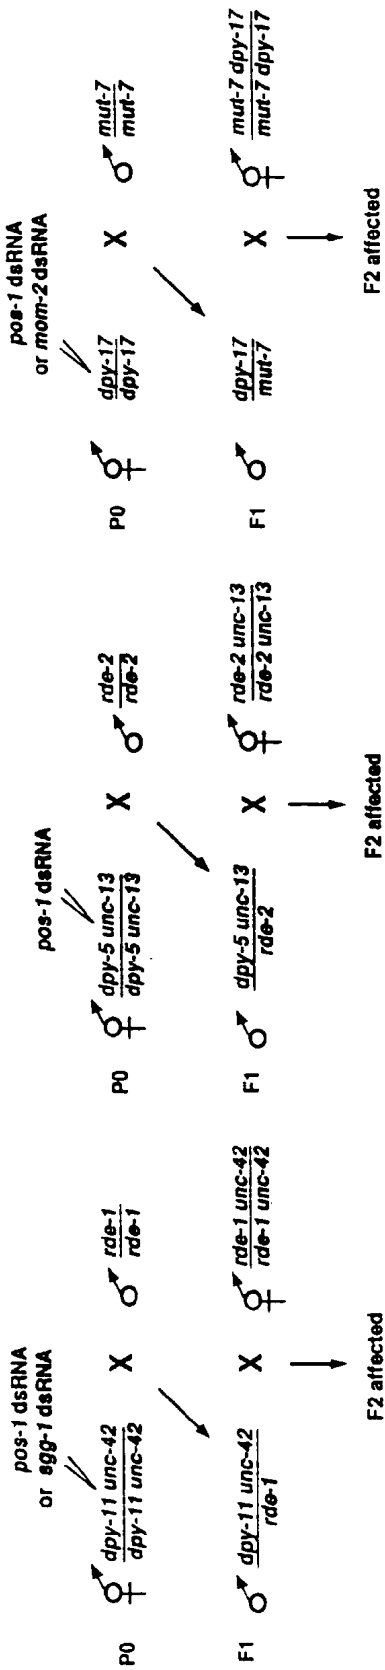 pos-1 dsRNA
or sgg-1 dsRNA
P0
dpy-11 unc-42
dpy-11 unc-42
X
rde-1
rde-1
F1
dpy-11 unc-42
rde-1
X
rde-1 unc-42
rde-1 unc-42
F2 affected
pos-1 dsRNA
P0
dpy-5 unc-13
dpy-5 unc-13
X
rde-2
rde-2
F1
dpy-5 unc-13
rde-2
X
rde-2 unc-13
rde-2 unc-13
F2 affected
pos-1 dsRNA
or mom-2 dsRNA
P0
dpy-17
dpy-17
X
mut-7
mut-7
F1
dpy-17
mut-7
X
mut-7 dpy-17
mut-7 dpy-17
F2 affected